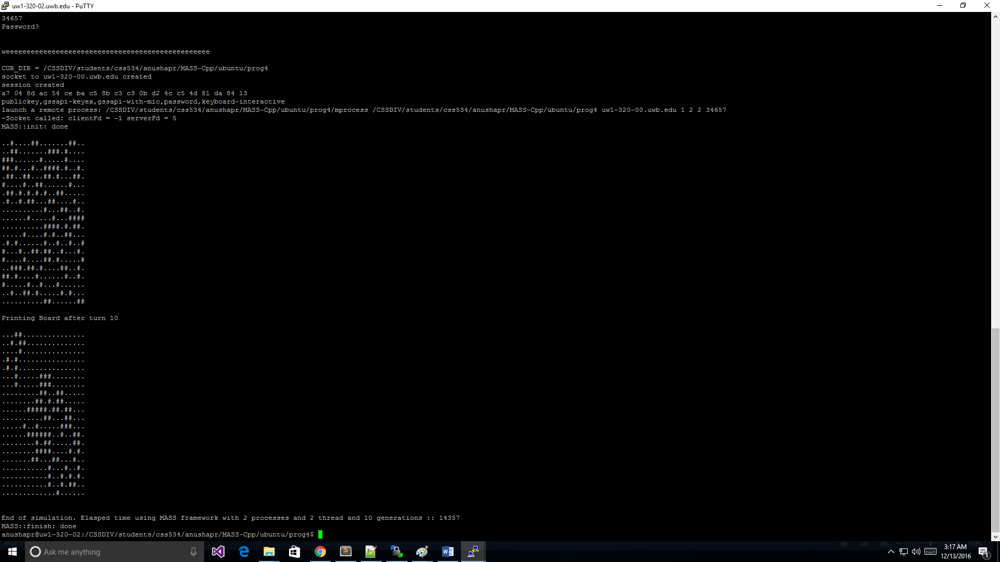 uw1-320-02.uwb.edu - PuTTY
34657
Password?
weeeeeeeeeeeeeeeeeeeeeeeeeeeeeeeeeeeeeeeeeeeeeeeee
CUR_DIR = /CSSDIV/students/css534/anushapr/MASS-Cpp/ubuntu/prog4
socket to uw1-320-00.uwb.edu created
session created
a7 04 8d ac 54 ce ba c5 8b c3 c3 0b d2 4c c5 4d 81 da 84 13
publickey,gssapi-keyex,gssapi-with-mic,password,keyboard-interactive
launch a remote process: /CSSDIV/students/css534/anushapr/MASS-Cpp/ubuntu/prog4/mprocess /CSSDIV/students/css534/anushapr/MASS-Cpp/ubuntu/prog4 uw1-320-00.uwb.edu 1 2 2 34657
~Socket called: clientFd = -1 serverFd = 5
MASS::init: done
..#....##.......##..
..##.......###.#....
###......#.....#....
##.#...#..####.#..#.
.##..##...##.#...##.
#....#..##......#...
.##.#.#.#.#..##.....
.#..#.##...##....#..
..........#...##..#.
......#.....#...####
..........####.#.##.
.....#....#.#..##...
.#.#......#..#..#..#
#...#..##.##..#...#.
#....#....##.#.....#
..###.##.#....##..#.
##.#....#......#..#.
#.....#..#...#......
..#..##.#.....#.#...
..........##......##
Printing Board after turn 10
...##...............
..#.##..............
....#...............
.#.#................
.#.#................
...#.....###........
...#.....###........
.........##..##.....
........##.#.##.....
......#####.##.##...
..........##...##...
.....#..#.....###...
......######..#..##.
........#.##.....##.
........####....#.#.
.......##...##...#..
...........#...#..#.
...........#..#.#.#.
...........#..#.##..
.............#......
End of simulation. Elasped time using MASS framework with 2 processes and 2 thread and 10 generations :: 14357
MASS::finish: done
anushapr@uw1-320-02:/CSSDIV/students/css534/anushapr/MASS-Cpp/ubuntu/prog4$
PAGE 3
150%
Ask me anything
3:17 AM
12/13/2016
1